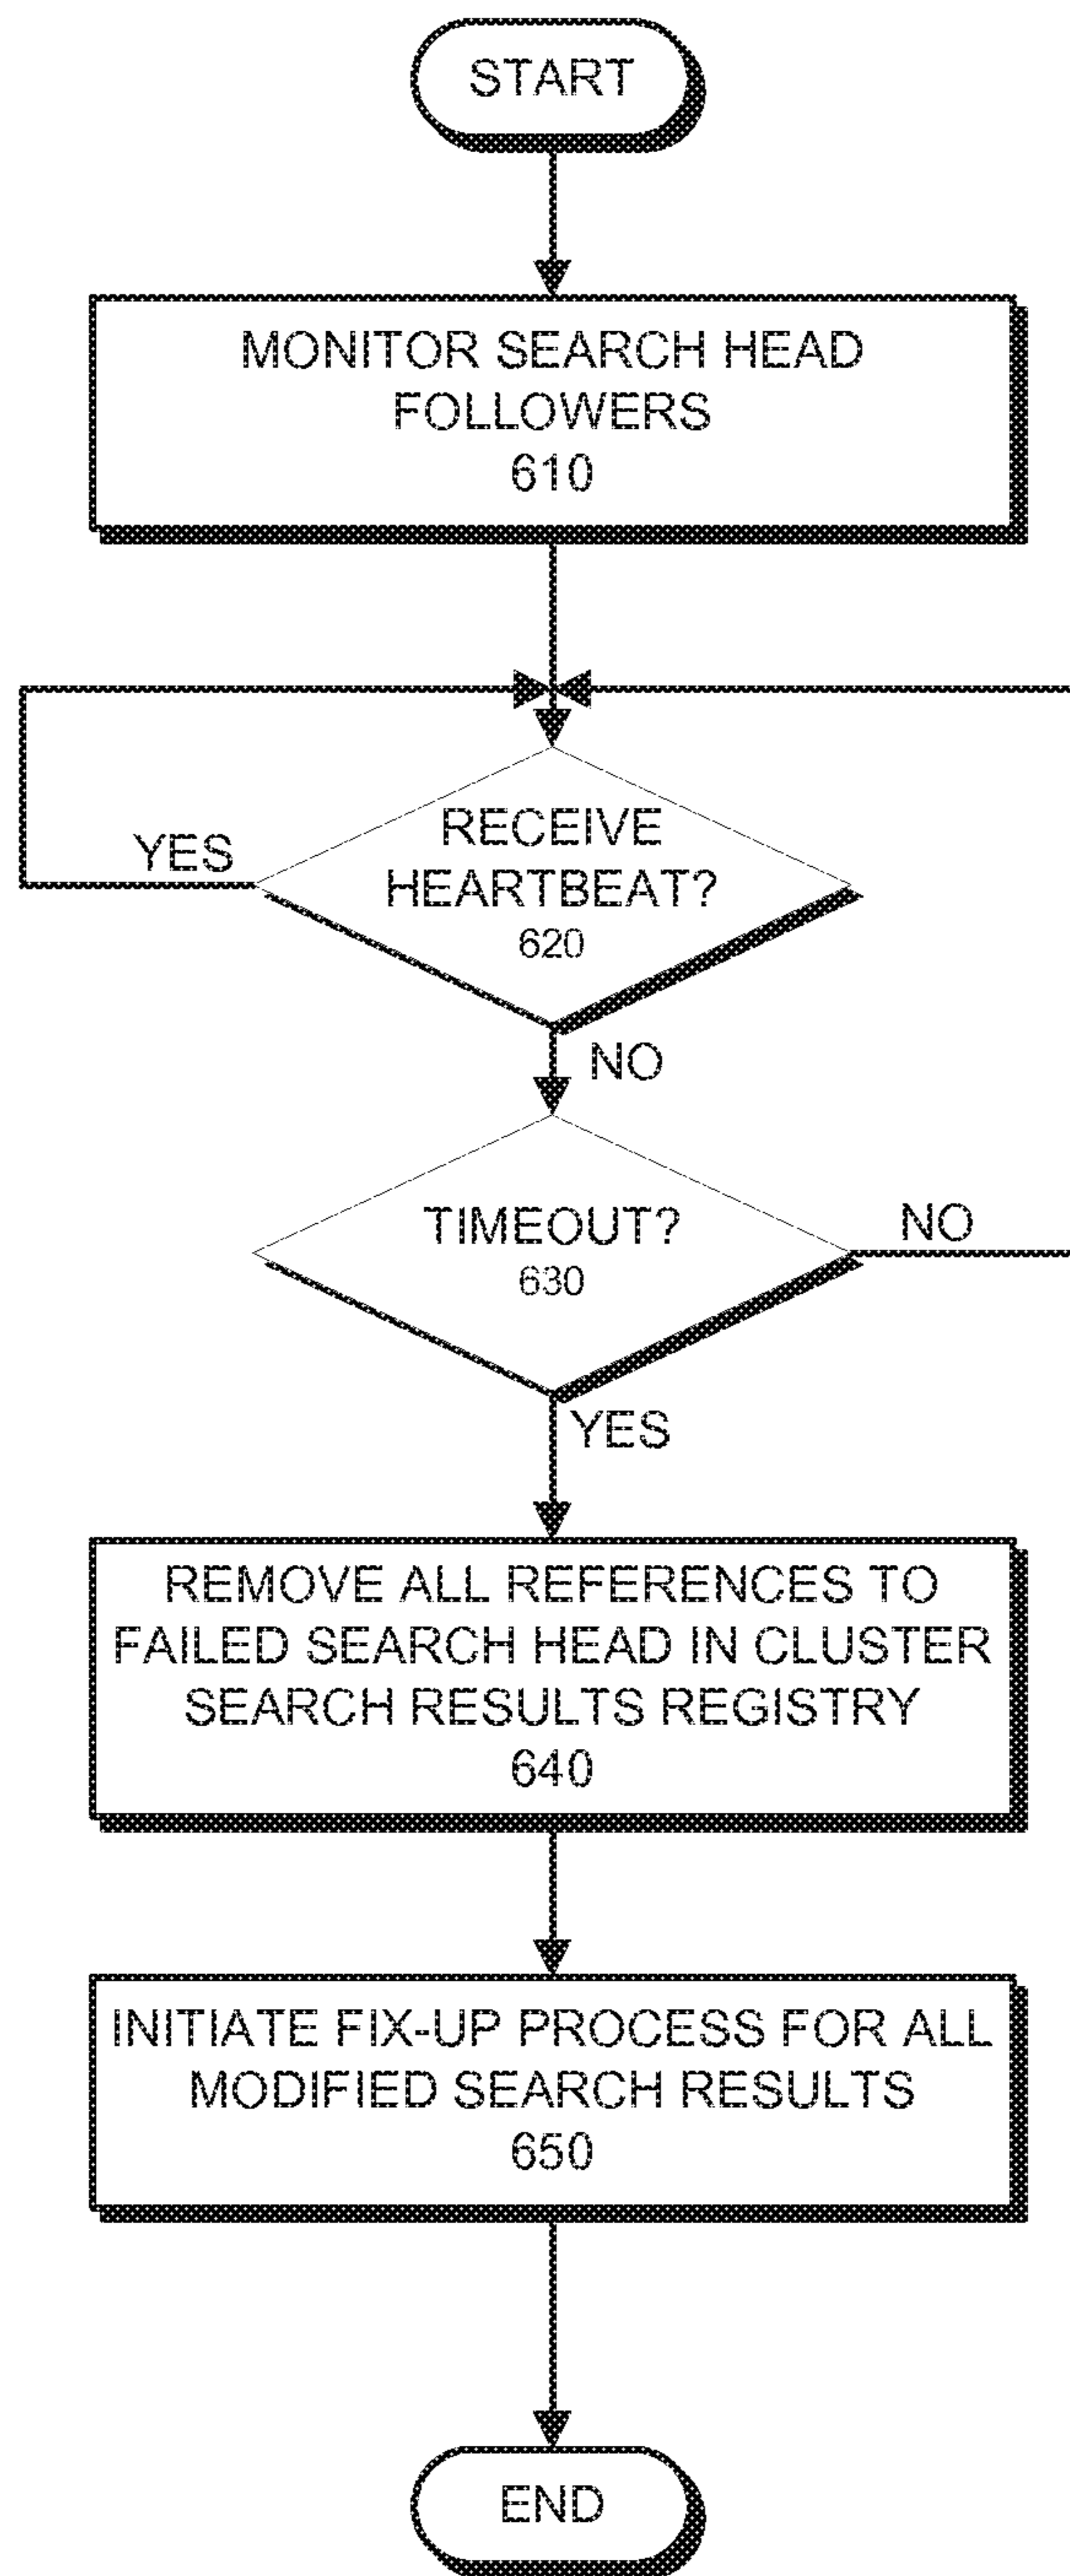 START
MONITOR SEARCH HEAD
FOLLOWERS
610
RECEIVE
HEARTBEAT?
620
YES
NO
TIMEOUT?
630
NO
YES
REMOVE ALL REFERENCES TO
FAILED SEARCH HEAD IN CLUSTER
SEARCH RESULTS REGISTRY
640
INITIATE FIX-UP PROCESS FOR ALL
MODIFIED SEARCH RESULTS
650
END